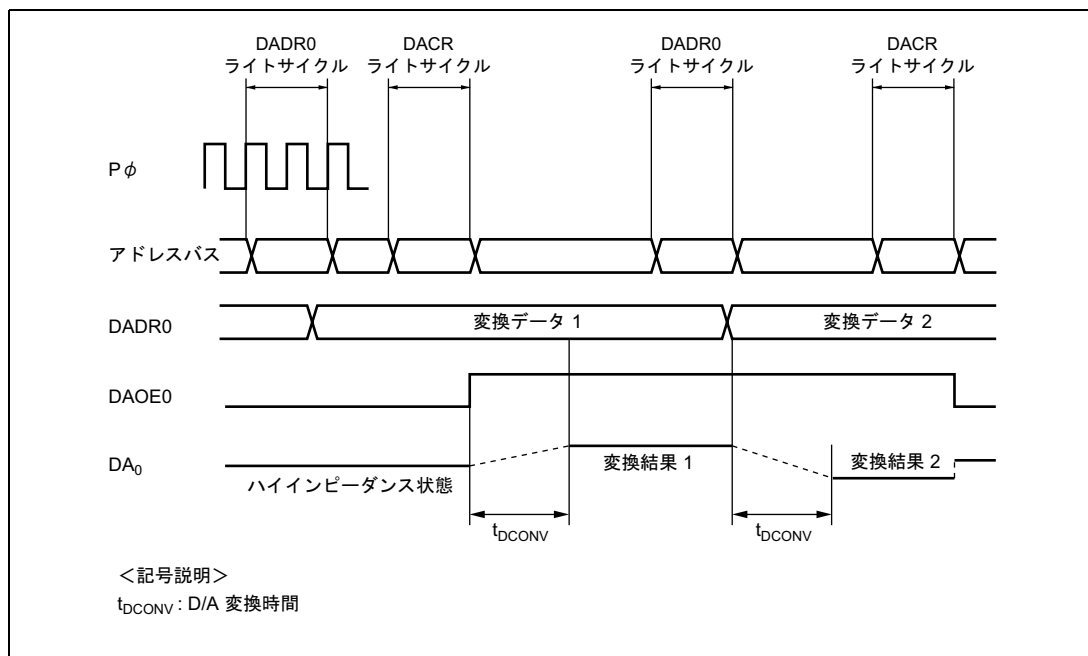 DADR0
ライトサイクル
DACR
ライトサイクル
DADR0
ライトサイクル
DACR
ライトサイクル
Pφ
アドレスバス
DADR0
変換データ 1
変換データ 2
DAOE0
DA0
ハイインピーダンス状態
変換結果 1
変換結果 2
tDCONV
tDCONV
＜記号説明＞
tDCONV : D/A 変換時間